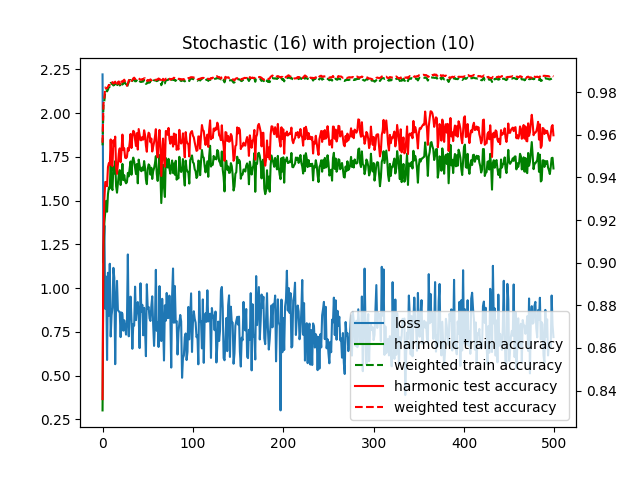 Stochastic (16) with projection (10)
2.25
2.00
1.75
1.50
1.25
1.00
0.75
0.50
0.25
0.98
0.96
0.94
0.92
0.90
0.88
0.86
0.84
loss
harmonic train accuracy
weighted train accuracy
harmonic test accuracy
weighted test accuracy
0 100 200 300 400 500